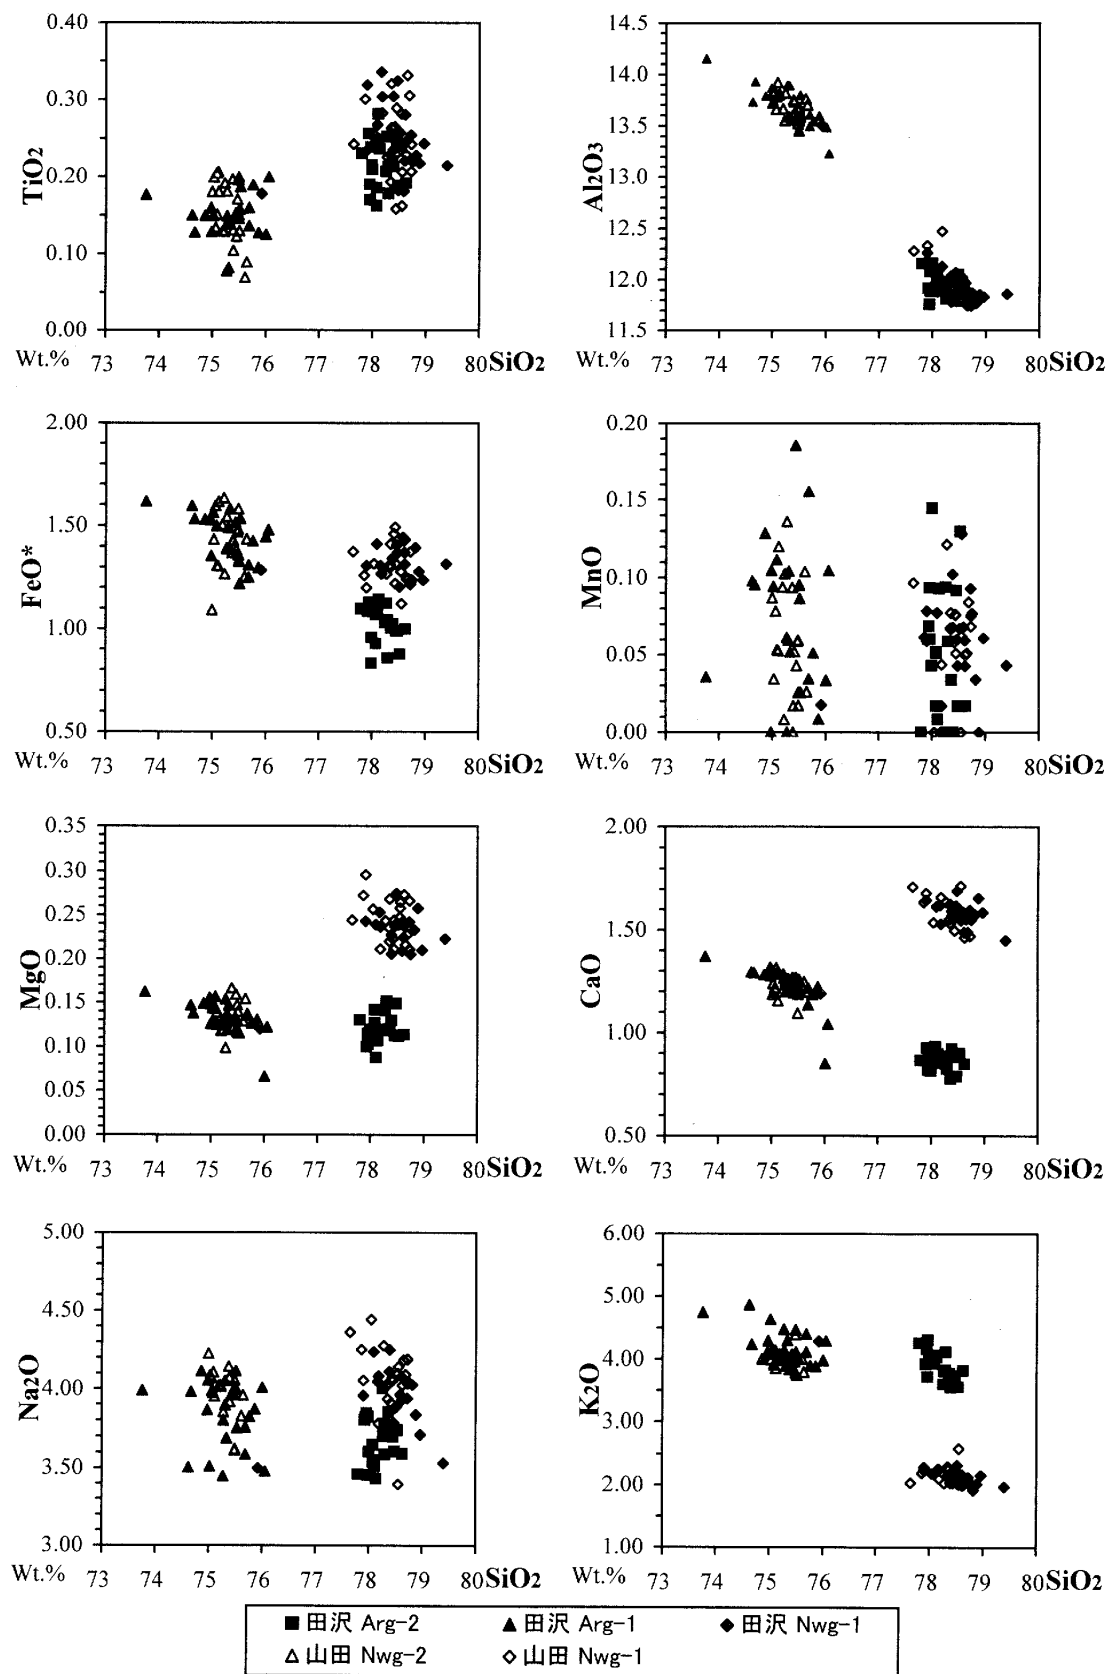 0.40
0.30
0.20
0.10
0.00
TiO2
Wt.% 73 74 75 76 77 78 79 80 SiO2
14.5
14.0
13.5
13.0
12.5
12.0
11.5
Al2O3
Wt.% 73 74 75 76 77 78 79 80 SiO2
2.00
1.50
1.00
0.50
FeO*
Wt.% 73 74 75 76 77 78 79 80 SiO2
0.20
0.15
0.10
0.05
0.00
MnO
Wt.% 73 74 75 76 77 78 79 80 SiO2
0.35
0.30
0.25
0.20
0.15
0.10
0.05
0.00
MgO
Wt.% 73 74 75 76 77 78 79 80 SiO2
2.00
1.50
1.00
0.50
CaO
Wt.% 73 74 75 76 77 78 79 80 SiO2
5.00
4.50
4.00
3.50
3.00
Na2O
Wt.% 73 74 75 76 77 78 79 80 SiO2
6.00
5.00
4.00
3.00
2.00
1.00
K2O
Wt.% 73 74 75 76 77 78 79 80 SiO2
■田沢 Arg-2 ▲田沢 Arg-1 ◆田沢 Nwg-1
△山田 Nwg-2 ◇山田 Nwg-1